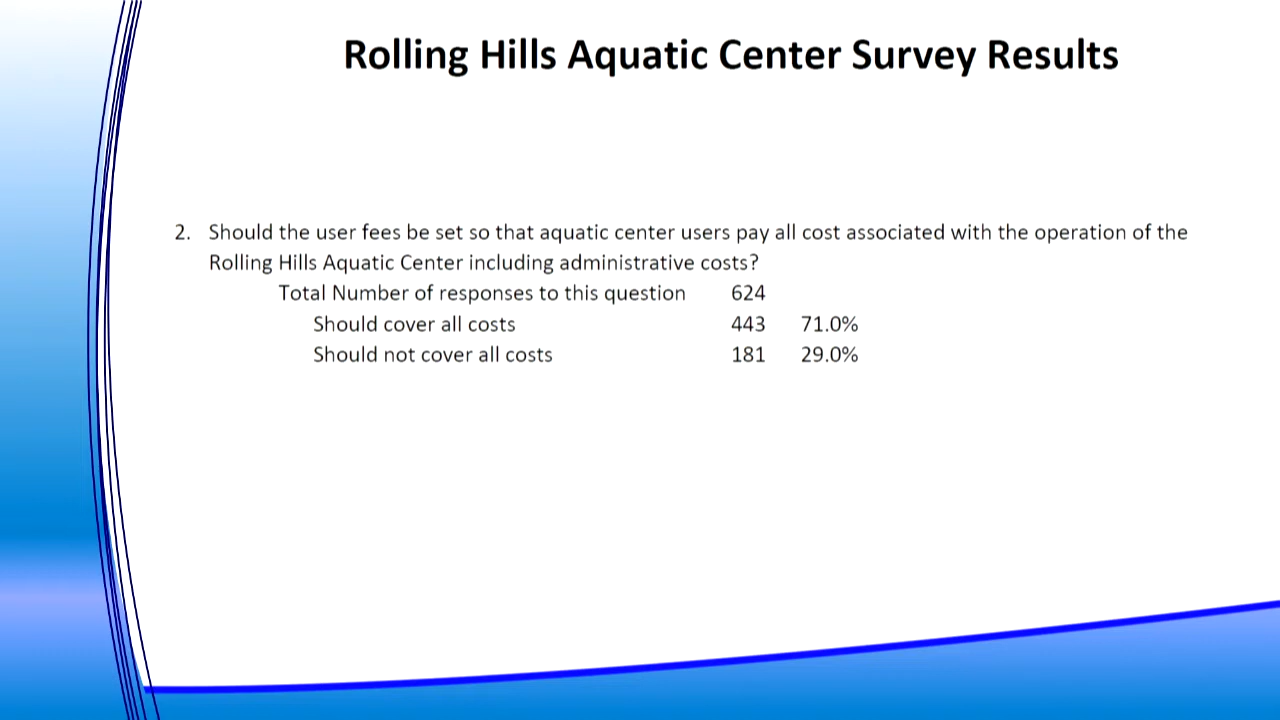 Rolling Hills Aquatic Center Survey Results
2. Should the user fees be set so that aquatic center users pay all cost associated with the operation of the
Rolling Hills Aquatic Center including administrative costs?
Total Number of responses to this question 624
Should cover all costs 443 71.0%
Should not cover all costs 181 29.0%